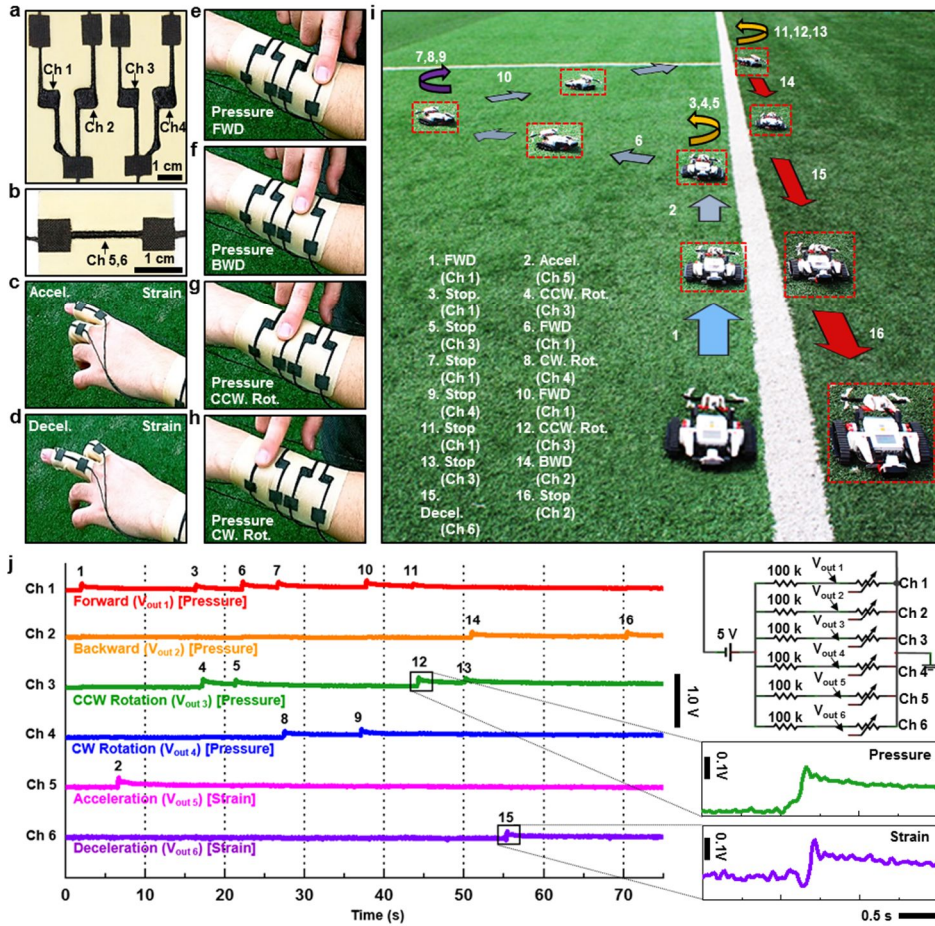 a
Ch 1
Ch 3
Ch 2
Ch4
1 cm
b
Ch 5,6
1 cm
c
Accel.
Strain
d
Decel.
Strain
e
Pressure
FWD
f
Pressure
BWD
g
Pressure
CCW. Rot.
h
Pressure
CW. Rot.
i
7,8,9
10
11,12,13
14
3,4,5
6
15
2
1
16
1. FWD
(Ch 1)
2. Accel.
(Ch 5)
3. Stop
(Ch 1)
4. CCW. Rot.
(Ch 3)
5. Stop
(Ch 3)
6. FWD
(Ch 1)
7. Stop
(Ch 1)
8. CW. Rot.
(Ch 4)
9. Stop
(Ch 4)
10. FWD
(Ch 1)
11. Stop
(Ch 1)
12. CCW. Rot.
(Ch 3)
13. Stop
(Ch 3)
14. BWD
(Ch 2)
15.
Decel.
(Ch 6)
16. Stop
(Ch 2)
j
Ch 1
1 3 6 7 10 11
Forward (Vout 1) [Pressure]
Ch 2
14 16
Backward (Vout 2) [Pressure]
Ch 3
4 5 12 13
CCW Rotation (Vout 3) [Pressure]
Ch 4
8 9
CW Rotation (Vout 4) [Pressure]
Ch 5
2
Acceleration (Vout 5) [Strain]
Ch 6
15
Deceleration (Vout 6) [Strain]
0 10 20 30 40 50 60 70
Time (s)
1.0 V
5 V
100 k Vout 1 Ch 1
100 k Vout 2 Ch 2
100 k Vout 3 Ch 3
100 k Vout 4 Ch 4
100 k Vout 5 Ch 5
100 k Vout 6 Ch 6
Pressure
0.1V
Strain
0.1V
0.5 s